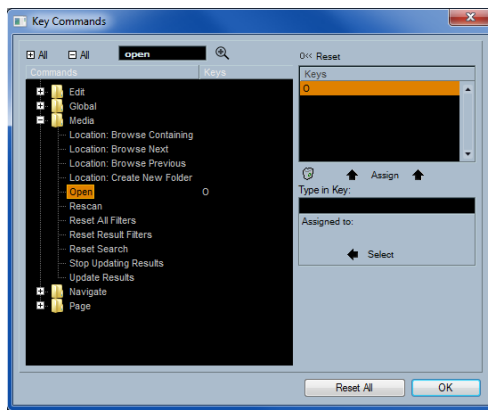 Key Commands
All All open 0<< Reset
Commands Keys
Keys
O
Edit
Global
Media
Location: Browse Containing
Location: Browse Next
Location: Browse Previous
Location: Create New Folder
Open O
Rescan
Reset All Filters
Reset Result Filters
Reset Search
Stop Updating Results
Update Results
Navigate
Page
Assign
Type in Key:
Assigned to:
Select
Reset All OK